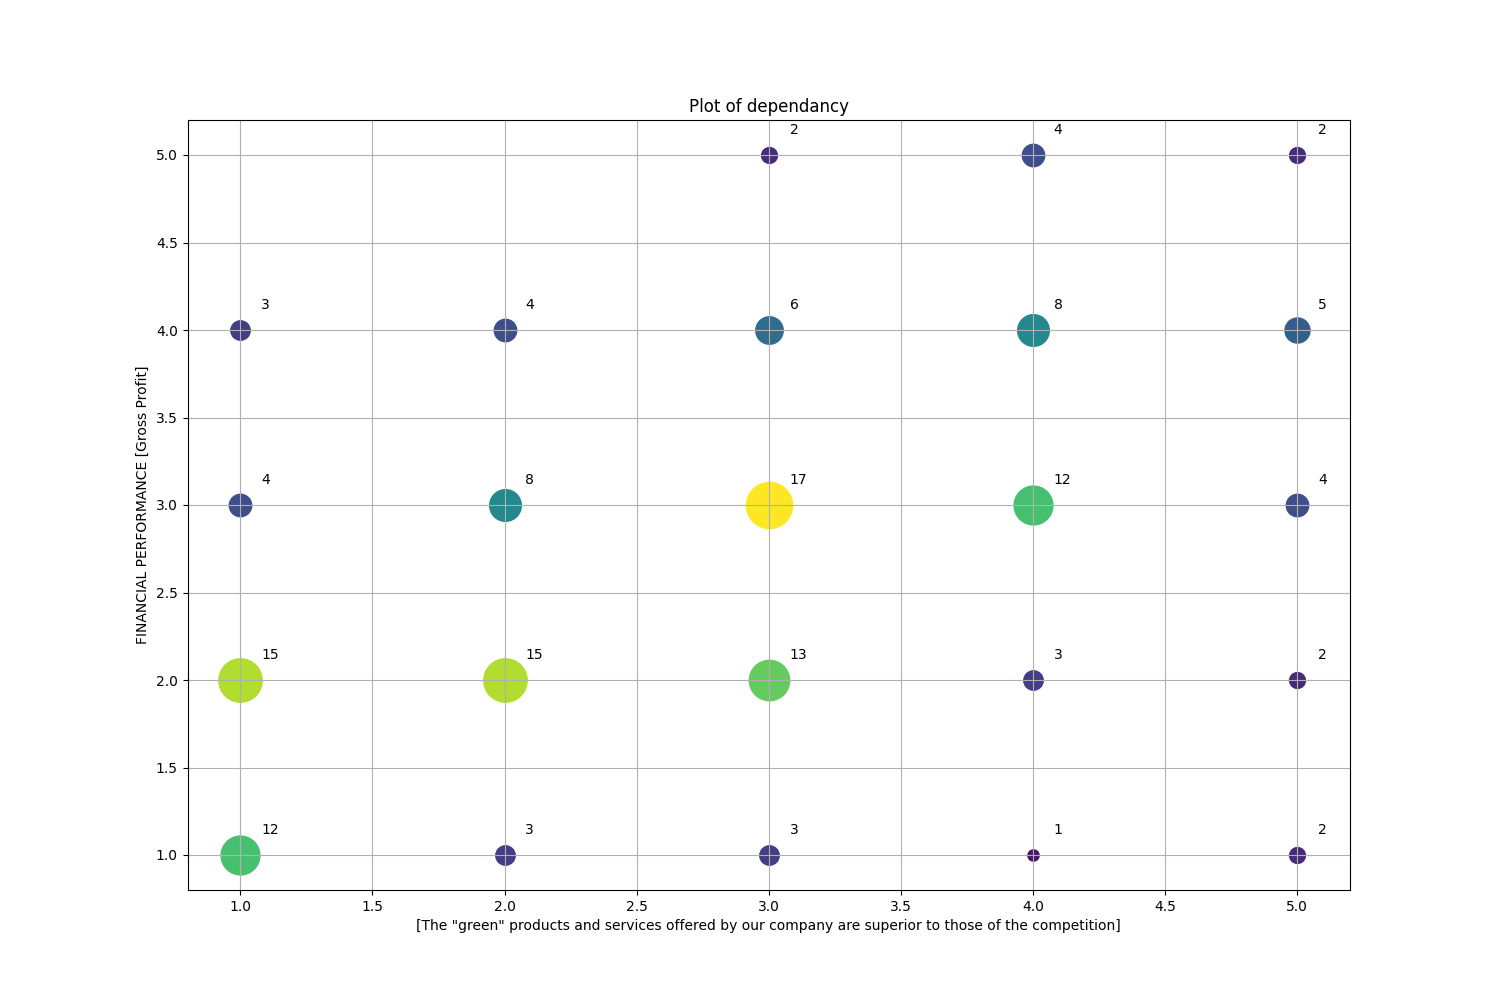 Plot of dependancy
2 4 2
5.0
4.5
3 4 6 8 5
4.0
3.5
4 8 17 12 4
3.0
2.5
15 15 13 3 2
2.0
1.5
12 3 3 1 2
1.0
FINANCIAL PERFORMANCE [Gross Profit]
1.0 1.5 2.0 2.5 3.0 3.5 4.0 4.5 5.0
[The "green" products and services offered by our company are superior to those of the competition]